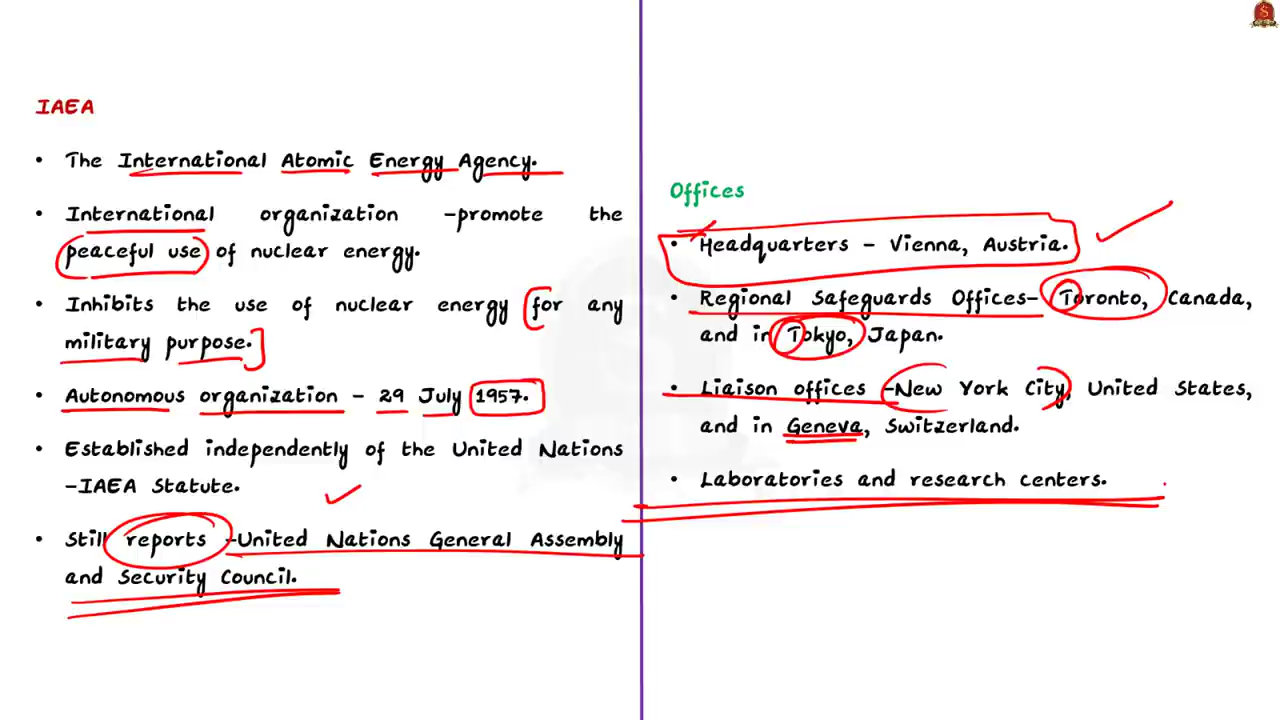 IAEA
• The International Atomic Energy Agency.
• International organization -promote the
peaceful use of nuclear energy.
• Inhibits the use of nuclear energy for any
military purpose.
• Autonomous organization - 29 July 1957.
• Established independently of the United Nations
-IAEA Statute.
• Still reports -United Nations General Assembly
and Security Council.
Offices
• Headquarters - Vienna, Austria.
• Regional Safeguards Offices- Toronto, Canada,
and in Tokyo, Japan.
• Liaison offices -New York City, United States,
and in Geneva, Switzerland.
• Laboratories and research centers.